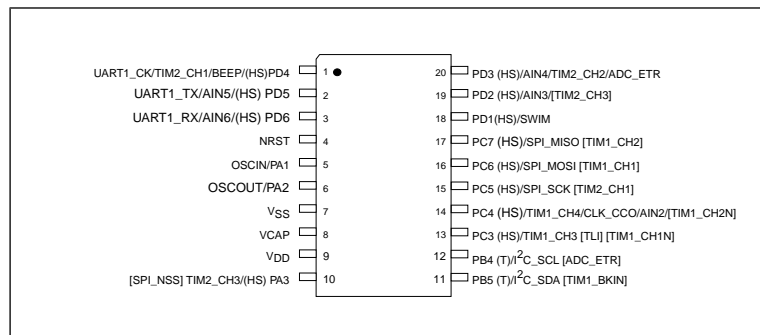 UART1_CK/TIM2_CH1/BEEP/(HS)PD4 1 20 PD3 (HS)/AIN4/TIM2_CH2/ADC_ETR
UART1_TX/AIN5/(HS) PD5 2 19 PD2 (HS)/AIN3/[TIM2_CH3]
UART1_RX/AIN6/(HS) PD6 3 18 PD1(HS)/SWIM
NRST 4 17 PC7 (HS)/SPI_MISO [TIM1_CH2]
OSCIN/PA1 5 16 PC6 (HS)/SPI_MOSI [TIM1_CH1]
OSCOUT/PA2 6 15 PC5 (HS)/SPI_SCK [TIM2_CH1]
VSS 7 14 PC4 (HS)/TIM1_CH4/CLK_CCO/AIN2/[TIM1_CH2N]
VCAP 8 13 PC3 (HS)/TIM1_CH3 [TLI] [TIM1_CH1N]
VDD 9 12 PB4 (T)/I2C_SCL [ADC_ETR]
[SPI_NSS] TIM2_CH3/(HS) PA3 10 11 PB5 (T)/I2C_SDA [TIM1_BKIN]